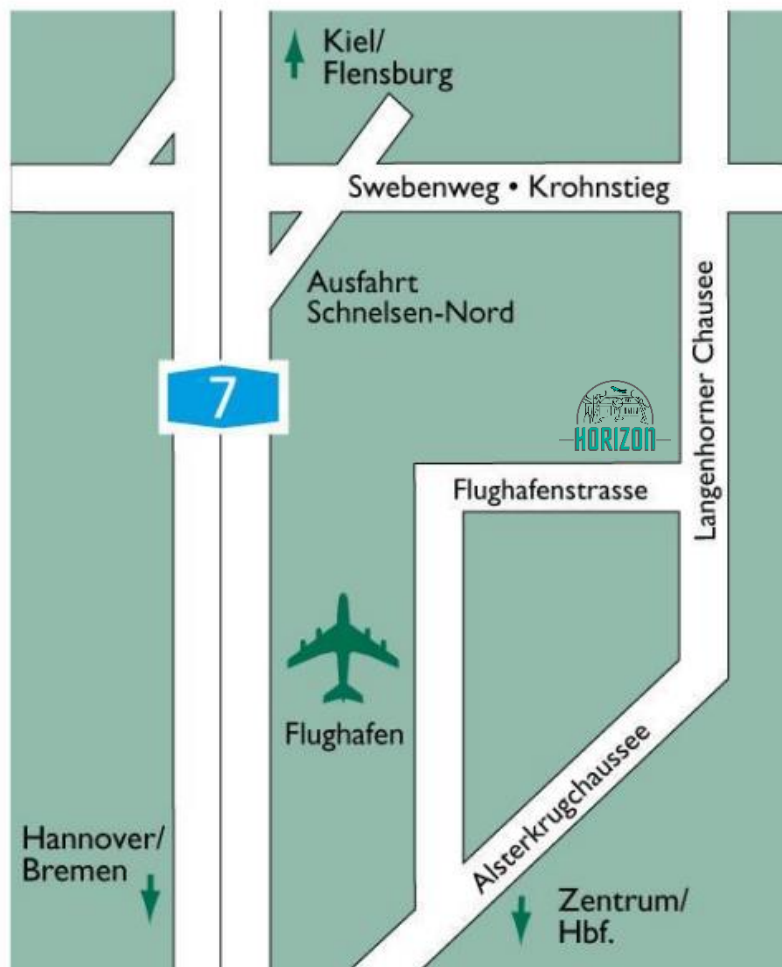 Kiel/
Flensburg
Swebenweg • Krohnstieg
Ausfahrt
Schnelsen-Nord
7
HORIZON
Langenhorner Chausee
Flughafenstrasse
Flughafen
Alsterkrugchaussee
Hannover/
Bremen
Zentrum/
Hbf.